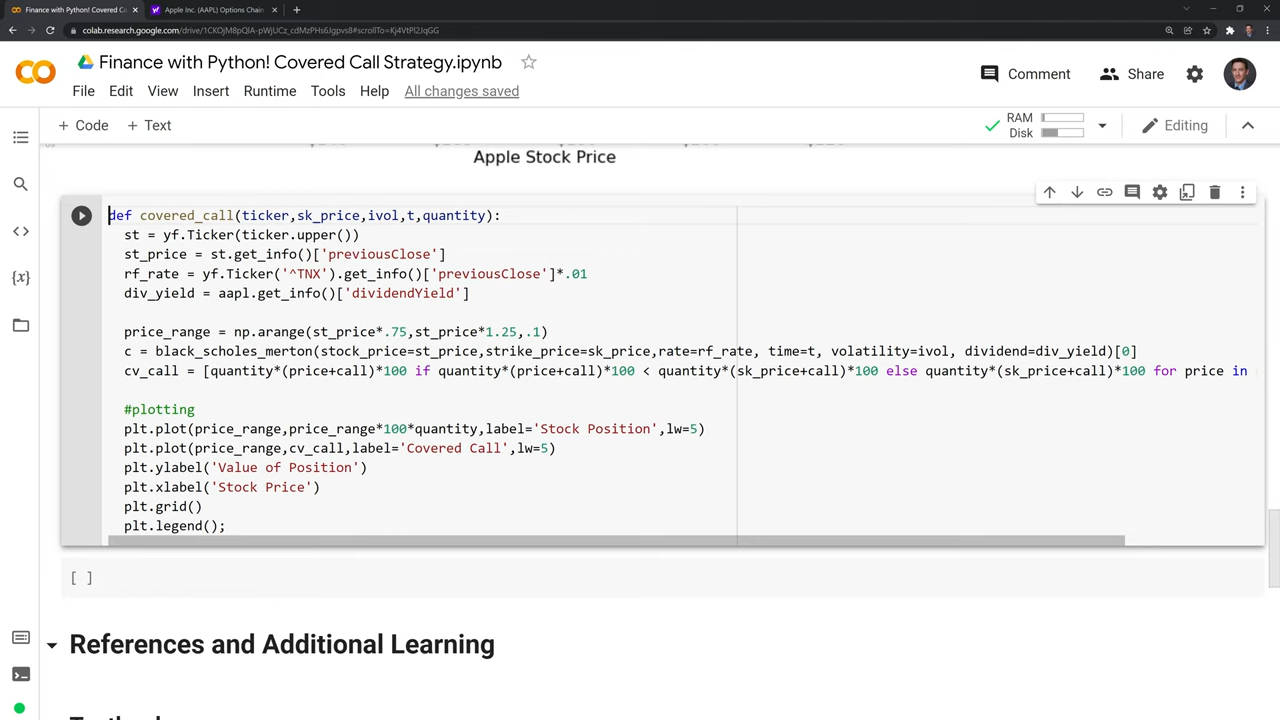 Finance with Python! Covered Ca
Apple Inc. (AAPL) Options Chain
colab.research.google.com/drive/1CKOjM8pQIA-pWjUCz_cdMzPHs6Jgpvs8#scrollTo=Kj4VtPl2JqGG
Finance with Python! Covered Call Strategy.ipynb
Comment
Share
File Edit View Insert Runtime Tools Help All changes saved
+ Code + Text
RAM
Disk
Editing
Apple Stock Price
def covered_call(ticker,sk_price,ivol,t,quantity):
st = yf.Ticker(ticker.upper())
st_price = st.get_info()['previousClose']
rf_rate = yf.Ticker('^TNX').get_info()['previousClose']*.01
div_yield = aapl.get_info()['dividendYield']
price_range = np.arange(st_price*.75,st_price*1.25,.1)
c = black_scholes_merton(stock_price=st_price,strike_price=sk_price,rate=rf_rate, time=t, volatility=ivol, dividend=div_yield)[0]
cv_call = [quantity*(price+call)*100 if quantity*(price+call)*100 < quantity*(sk_price+call)*100 else quantity*(sk_price+call)*100 for price in
#plotting
plt.plot(price_range,price_range*100*quantity,label='Stock Position',lw=5)
plt.plot(price_range,cv_call,label='Covered Call',lw=5)
plt.ylabel('Value of Position')
plt.xlabel('Stock Price')
plt.grid()
plt.legend();
[ ]
References and Additional Learning